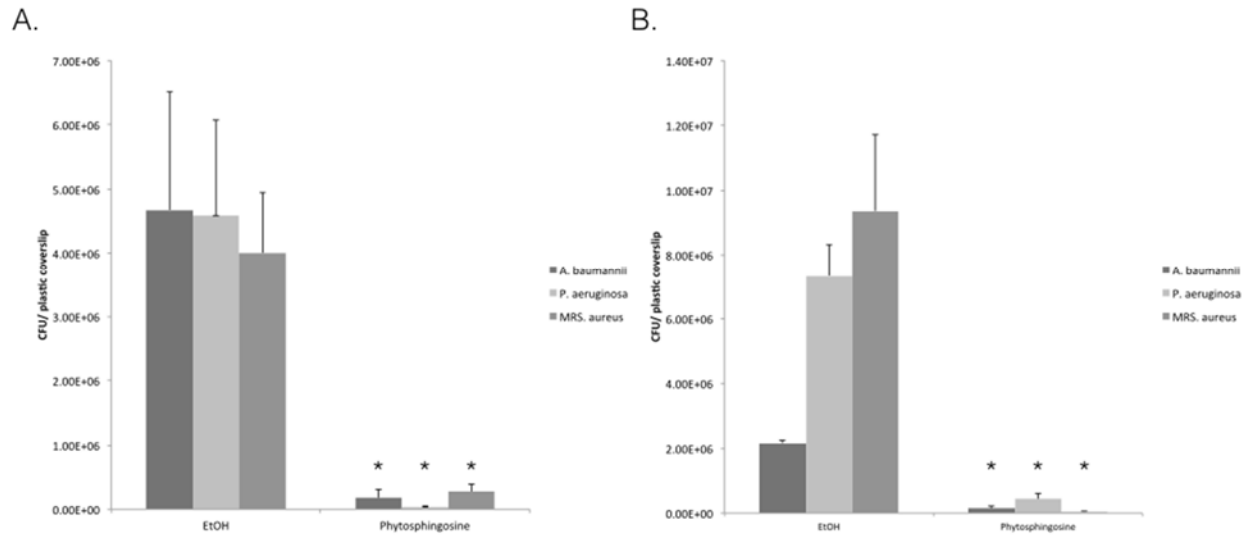 A.
7.00E+06
6.00E+06
5.00E+06
4.00E+06
3.00E+06
2.00E+06
1.00E+06
0.00E+00
CFU/ plastic coverslip
* * *
EtOH Phytosphingosine
A. baumannii
P. aeruginosa
MRS. aureus
B.
1.40E+07
1.20E+07
1.00E+07
8.00E+06
6.00E+06
4.00E+06
2.00E+06
0.00E+00
CFU/ plastic coverslip
* * *
EtOH Phytosphingosine
A. baumannii
P. aeruginosa
MRS. aureus